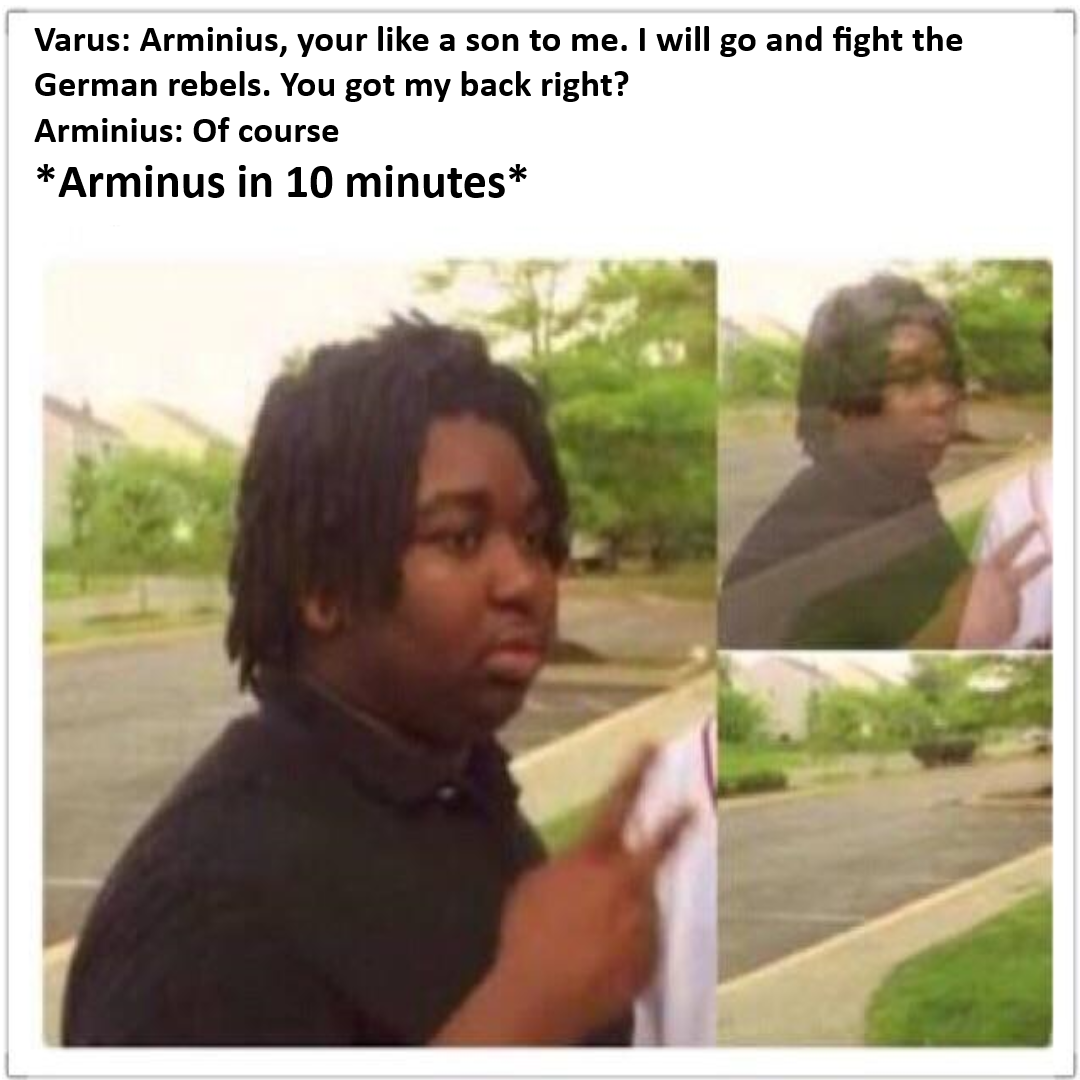 Varus: Arminius, your like a son to me. I will go and fight the
German rebels. You got my back right?
Arminius: Of course
*Arminus in 10 minutes*